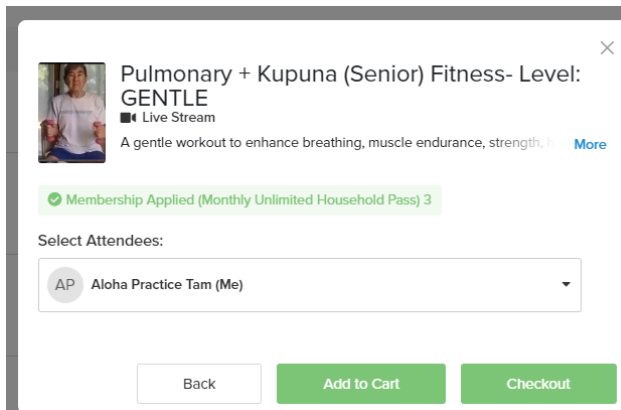 Pulmonary + Kupuna (Senior) Fitness- Level:
GENTLE
Live Stream
A gentle workout to enhance breathing, muscle endurance, strength, More
Membership Applied (Monthly Unlimited Household Pass) 3
Select Attendees:
AP Aloha Practice Tam (Me)
Back Add to Cart Checkout